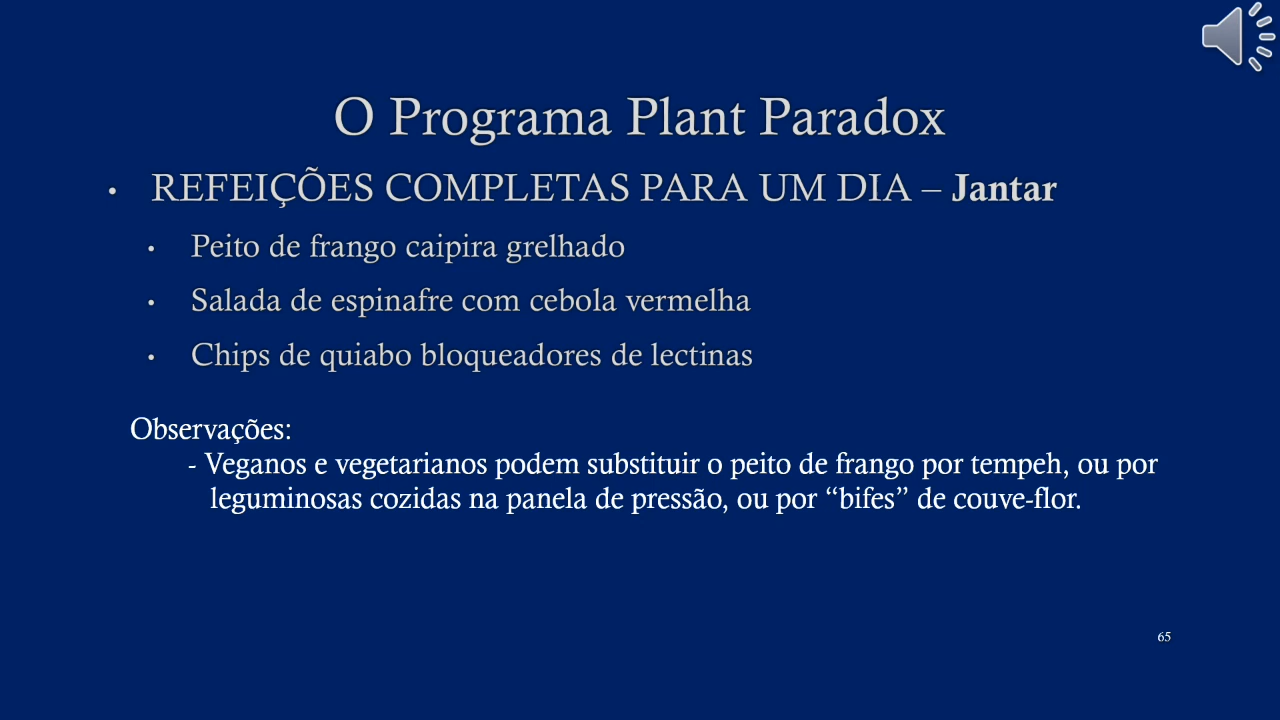 O Programa Plant Paradox
• REFEIÇÕES COMPLETAS PARA UM DIA – Jantar
• Peito de frango caipira grelhado
• Salada de espinafre com cebola vermelha
• Chips de quiabo bloqueadores de lectinas
Observações:
- Veganos e vegetarianos podem substituir o peito de frango por tempeh, ou por
leguminosas cozidas na panela de pressão, ou por “bifes” de couve-flor.
65